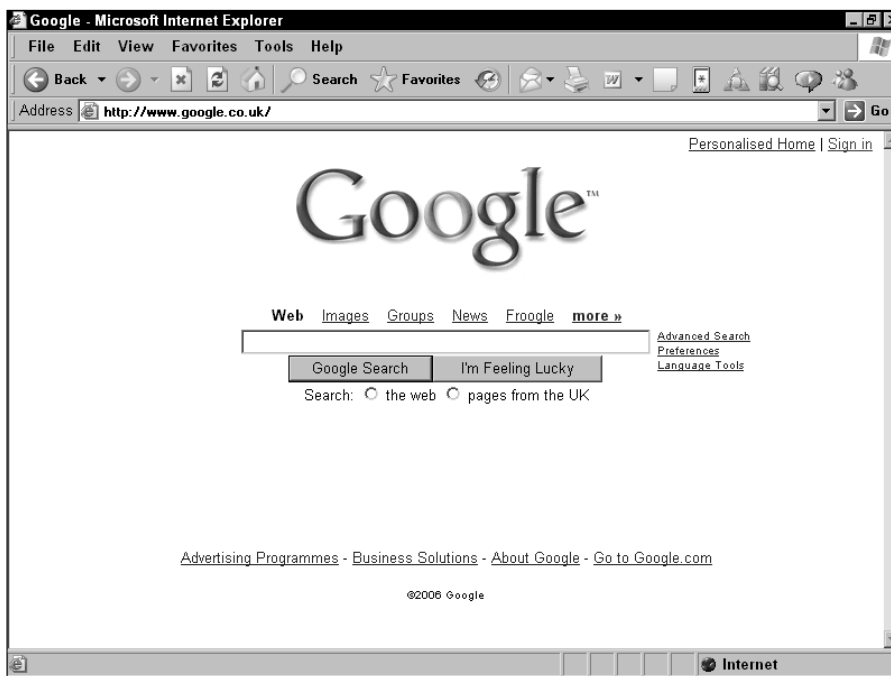 Google - Microsoft Internet Explorer
File Edit View Favorites Tools Help
Back Search Favorites
Address http://www.google.co.uk/ Go
Personalised Home | Sign in
Google™
Web Images Groups News Froogle more »
Advanced Search
Preferences
Language Tools
Google Search I'm Feeling Lucky
Search: the web pages from the UK
Advertising Programmes - Business Solutions - About Google - Go to Google.com
©2006 Google
Internet